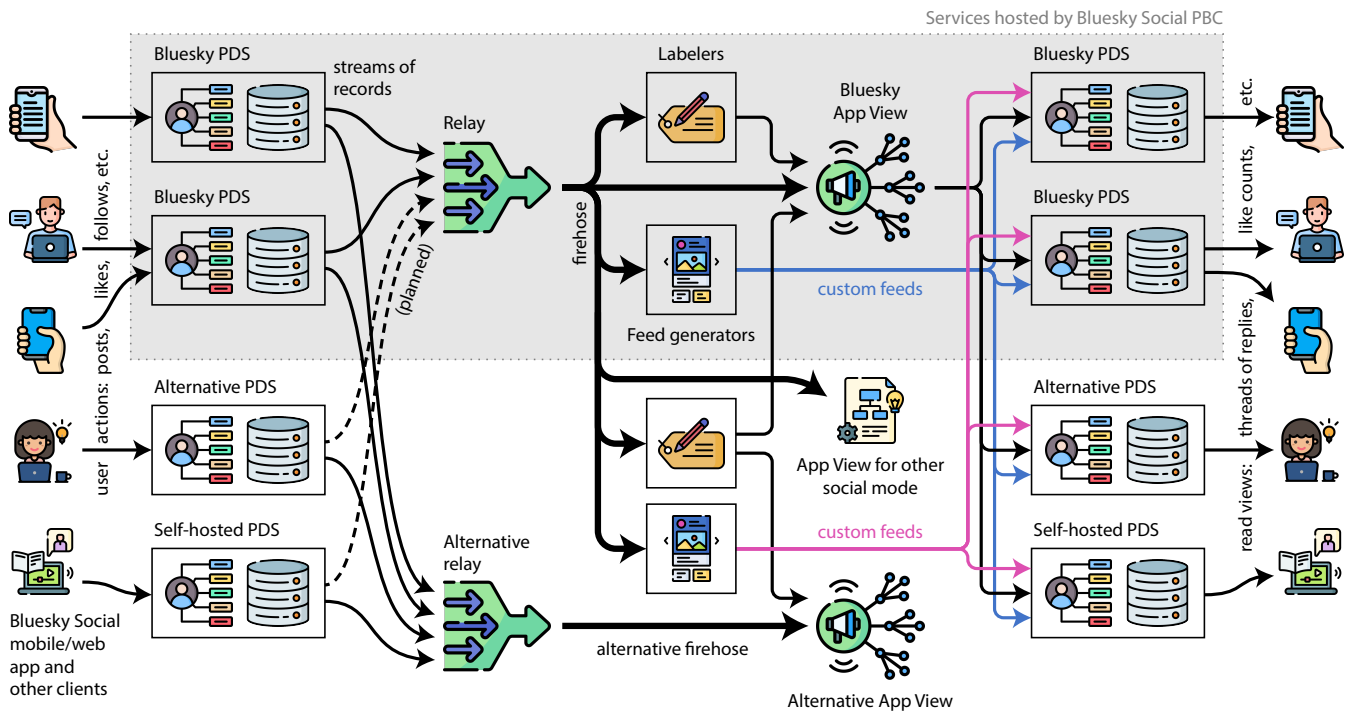 Services hosted by Bluesky Social PBC
Bluesky PDS
streams of
records
Labelers
Bluesky
App View
Bluesky PDS
Relay
Bluesky PDS
Bluesky PDS
user actions: posts, likes, follows, etc.
(planned)
firehose
custom feeds
Feed generators
read views: threads of replies, like counts, etc.
Alternative PDS
Alternative PDS
App View for other
social mode
Self-hosted PDS
Alternative
relay
custom feeds
Self-hosted PDS
Bluesky Social
mobile/web
app and
other clients
alternative firehose
Alternative App View